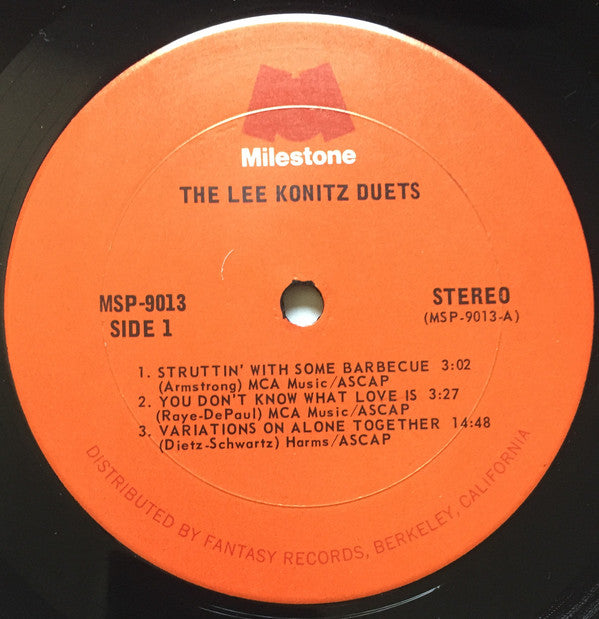 Milestone
THE LEE KONITZ DUETS
MSP-9013
SIDE 1
STEREO
(MSP-9013-A)
1. STRUTTIN' WITH SOME BARBECUE 3:02
(Armstrong) MCA Music/ASCAP
2. YOU DON'T KNOW WHAT LOVE IS 3:27
(Raye-DePaul) MCA Music/ASCAP
3. VARIATIONS ON ALONE TOGETHER 14:48
(Dietz-Schwartz) Harms/ASCAP
DISTRIBUTED BY FANTASY RECORDS, BERKELEY, CALIFORNIA